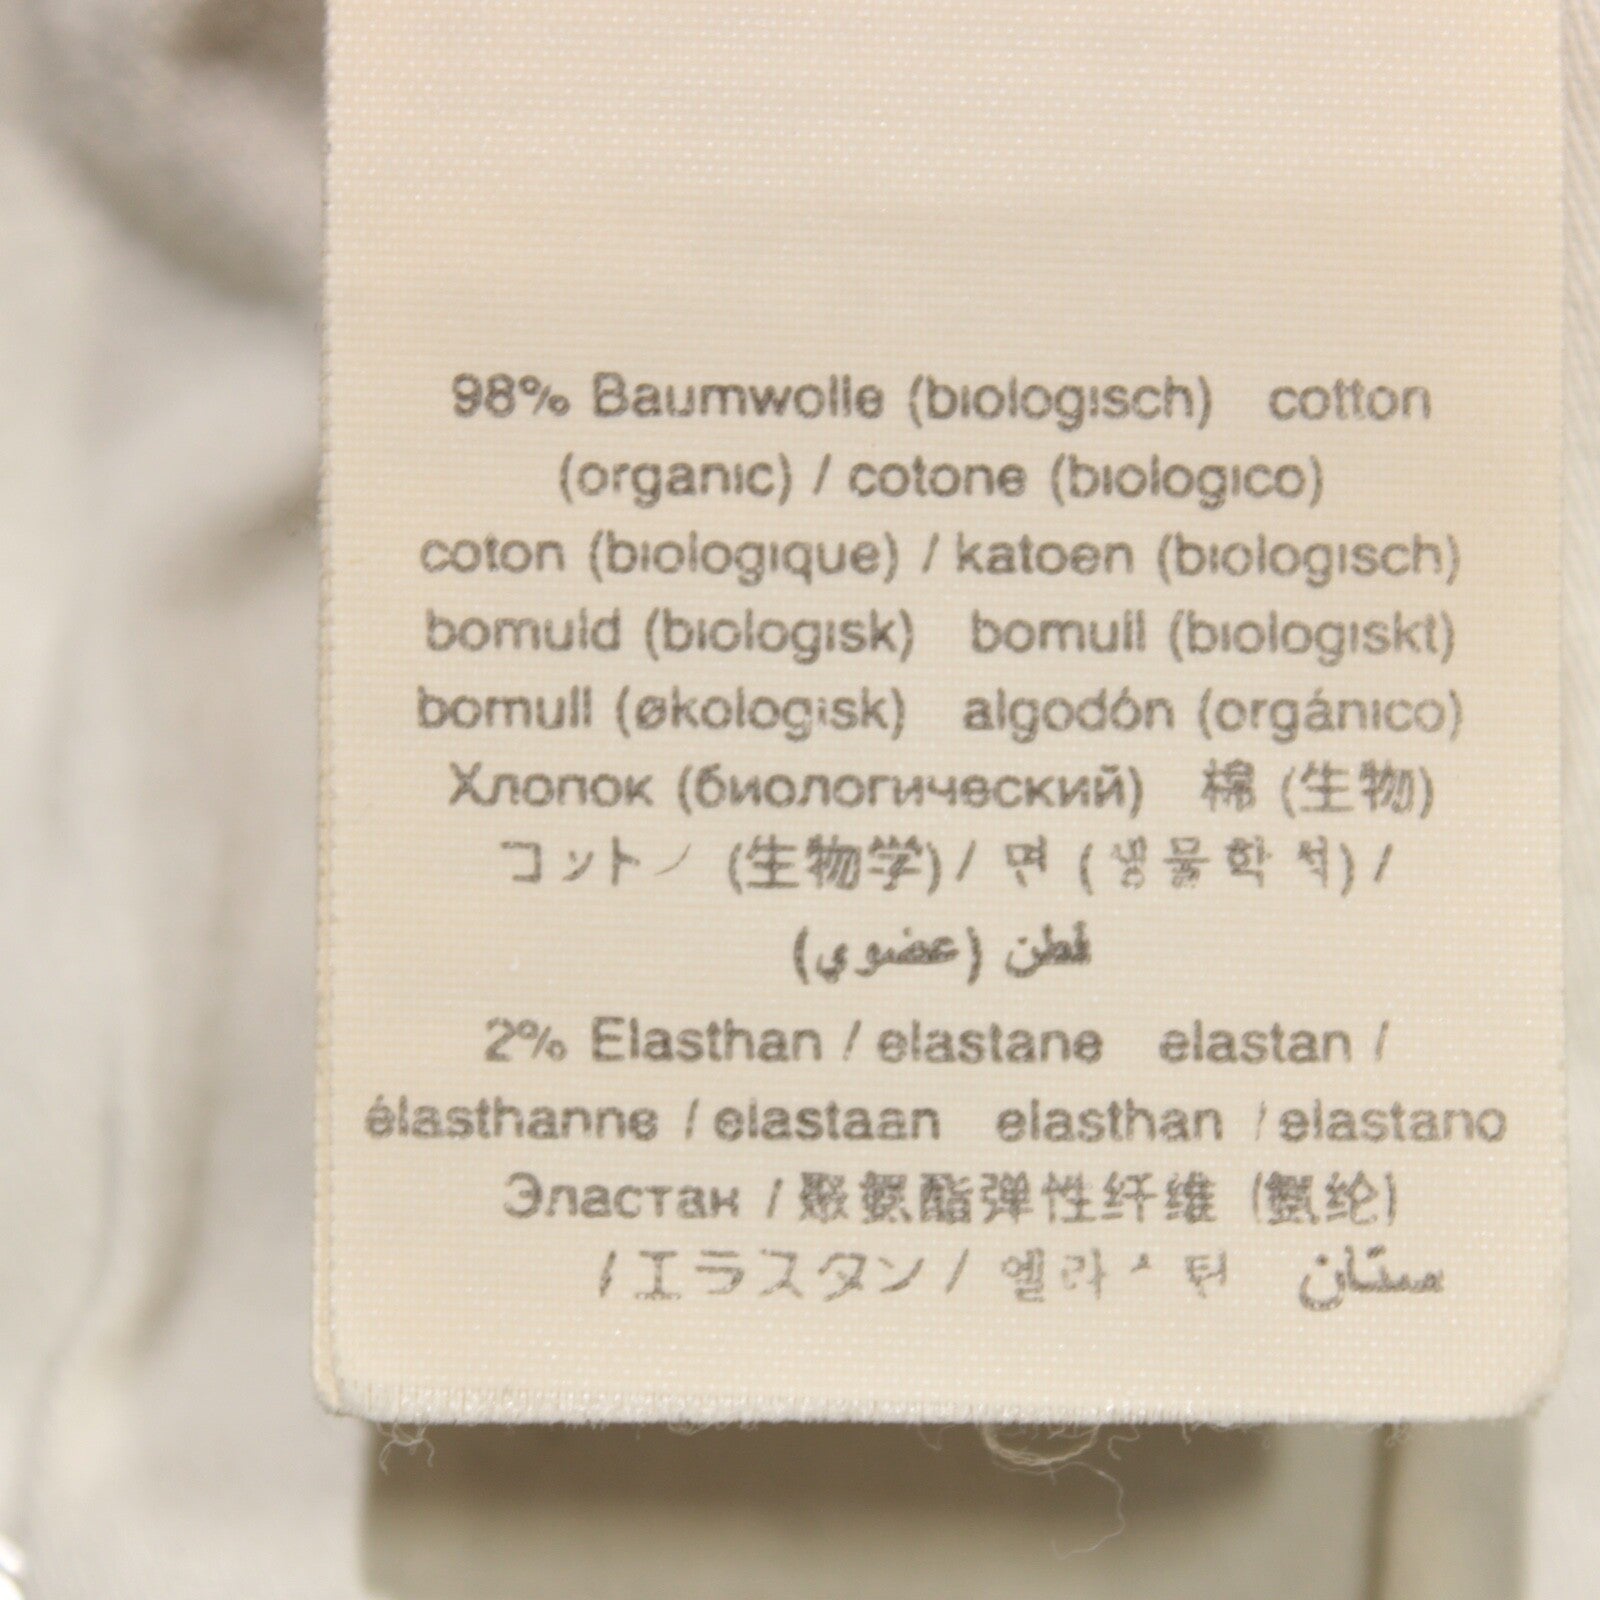 98% Baumwolle (biologisch) cotton
(organic) / cotone (biologico)
coton (biologique) / katoen (biologisch)
bomuld (biologisk) bomull (biologiskt)
bomull (økologisk) algodón (orgánico)
Хлопок (биологический) 棉 (生物)
コットン (生物学) / 면 ( 생물학적) /
قطن (عضوي)
2% Elasthan / elastane elastan /
élasthanne / elastaan elasthan / elastano
Эластан / 聚氨酯弹性纤维 (氨纶)
/ エラスタン / 엘라스틴